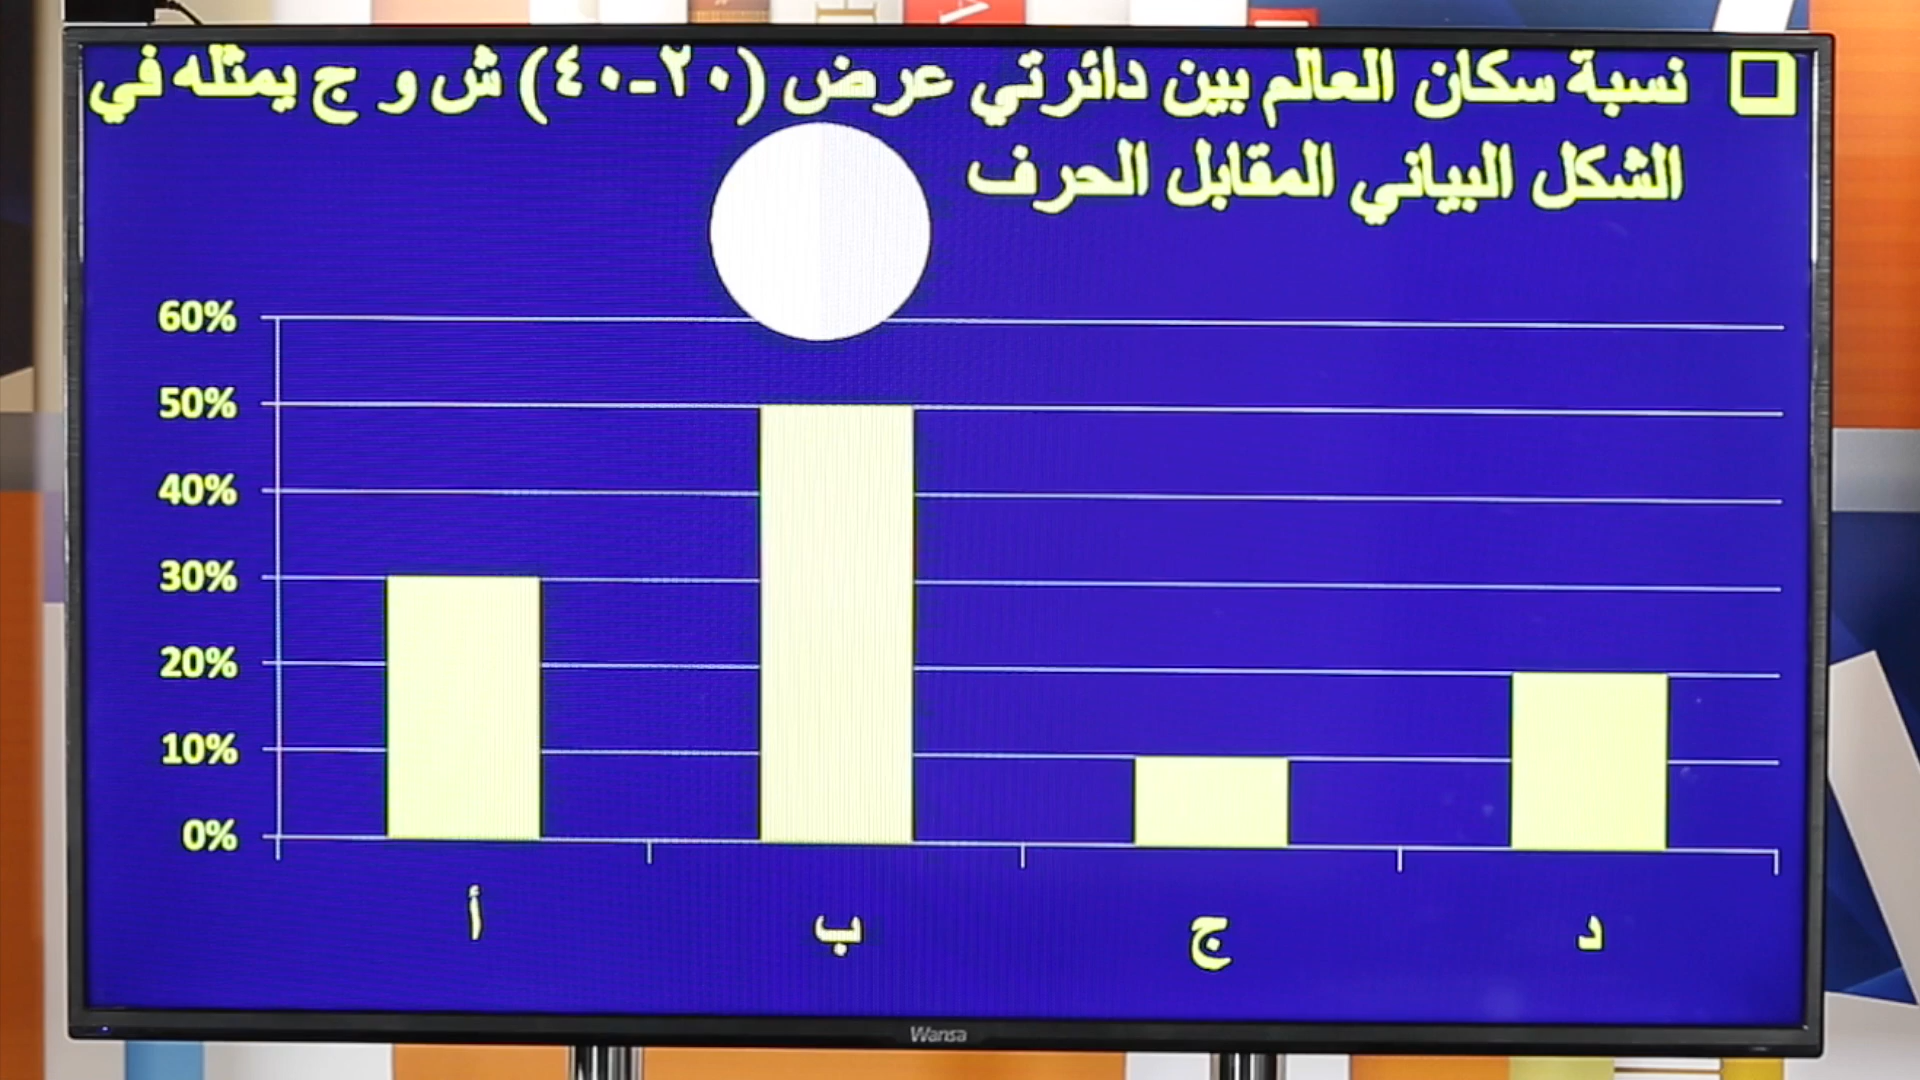 نسبة سكان العالم بين دائرتي عرض (٢٠-٤٠) ش و ج يمثله في
الشكل البياني المقابل الحرف
60%
50%
40%
30%
20%
10%
0%
أ ب ج د
Wansa